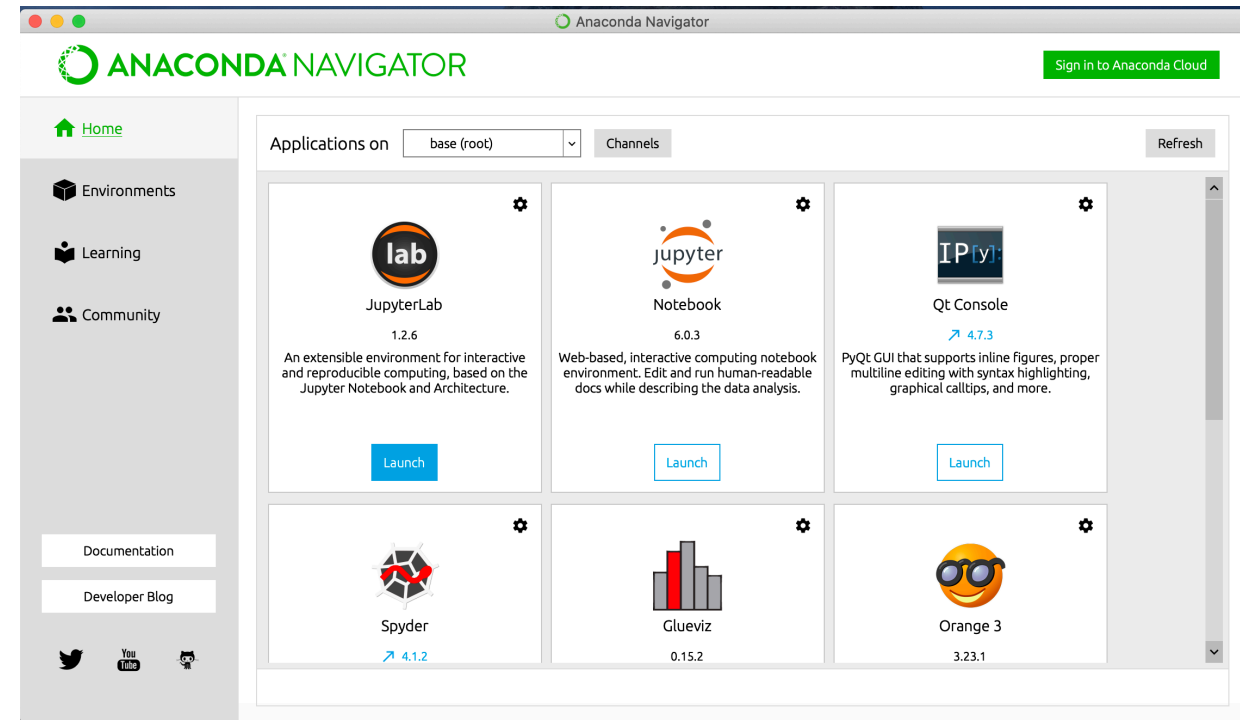 Anaconda Navigator
ANACONDA NAVIGATOR
Sign in to Anaconda Cloud
Home
Environments
Learning
Community
Documentation
Developer Blog
You
Tube
Applications on
base (root)
Channels
Refresh
lab
JupyterLab
1.2.6
An extensible environment for interactive
and reproducible computing, based on the
Jupyter Notebook and Architecture.
Launch
jupyter
Notebook
6.0.3
Web-based, interactive computing notebook
environment. Edit and run human-readable
docs while describing the data analysis.
Launch
IP[y]:
Qt Console
4.7.3
PyQt GUI that supports inline figures, proper
multiline editing with syntax highlighting,
graphical calltips, and more.
Launch
Spyder
4.1.2
Glueviz
0.15.2
Orange 3
3.23.1